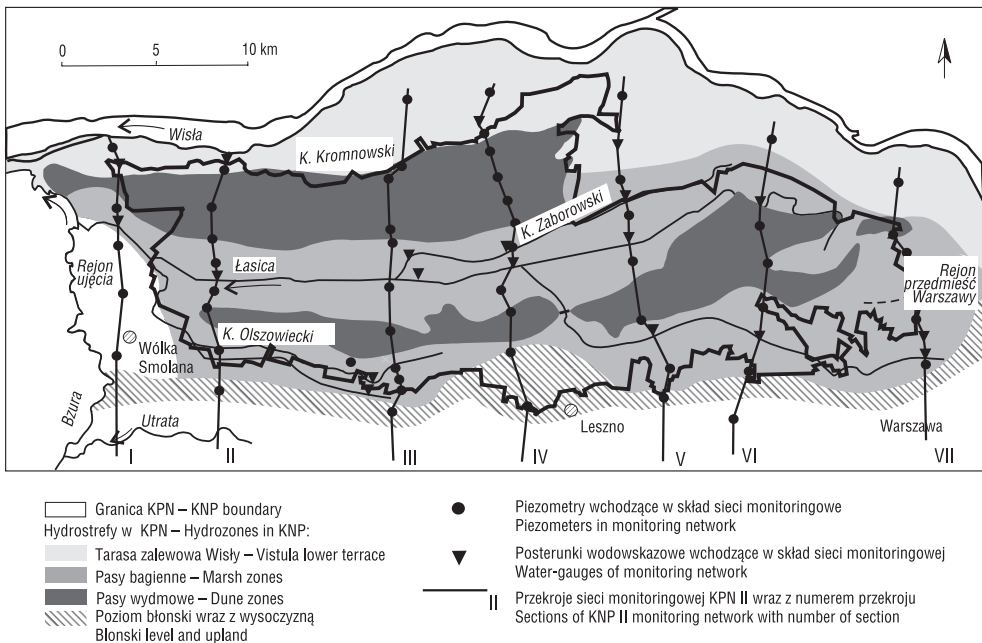 0 5 10 km
Wisła
K. Kromnowski
K. Zaborowski
Rejon
ujęcia
Łasica
Rejon
przedmieść
Warszawy
K. Olszowiecki
Wólka
Smolana
Bzura
Utrata
Leszno
Warszawa
I II III IV V VI VII
Granica KPN – KNP boundary
Hydrostrefy w KPN – Hydrozones in KNP:
Tarasa zalewowa Wisły – Vistula lower terrace
Pasy bagienne – Marsh zones
Pasy wydmowe – Dune zones
Poziom błonski wraz z wysoczyzną
Blonski level and upland
Piezometry wchodzące w skład sieci monitoringowe
Piezometers in monitoring network
Posterunki wodowskazowe wchodzące w skład sieci monitoringowej
Water-gauges of monitoring network
II Przekroje sieci monitoringowej KPN II wraz z numerem przekroju
Sections of KNP II monitoring network with number of section